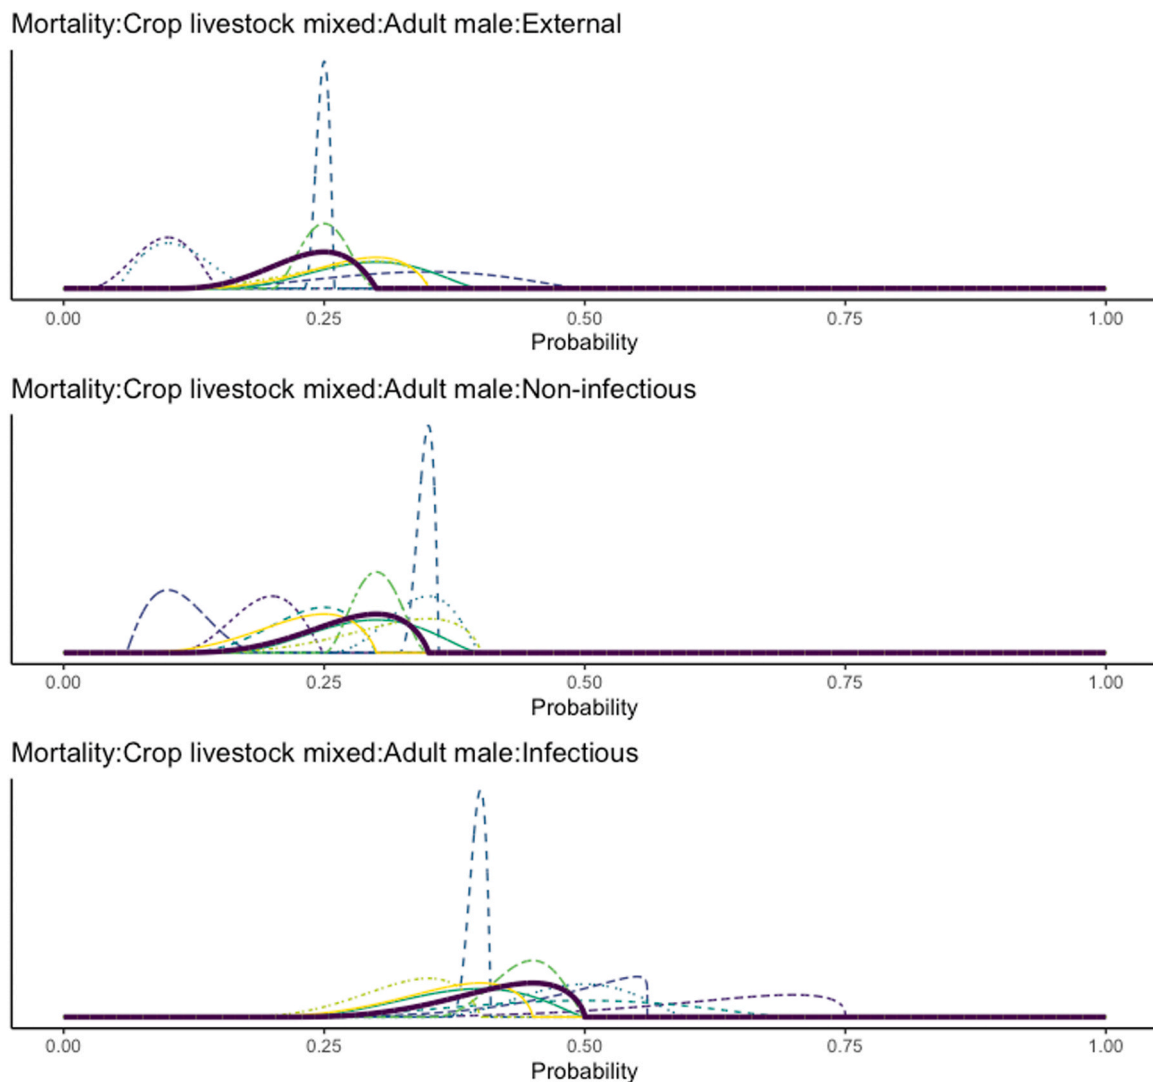 Mortality:Crop livestock mixed:Adult male:External
0.00 0.25 0.50 0.75 1.00
Probability
Mortality:Crop livestock mixed:Adult male:Non-infectious
0.00 0.25 0.50 0.75 1.00
Probability
Mortality:Crop livestock mixed:Adult male:Infectious
0.00 0.25 0.50 0.75 1.00
Probability